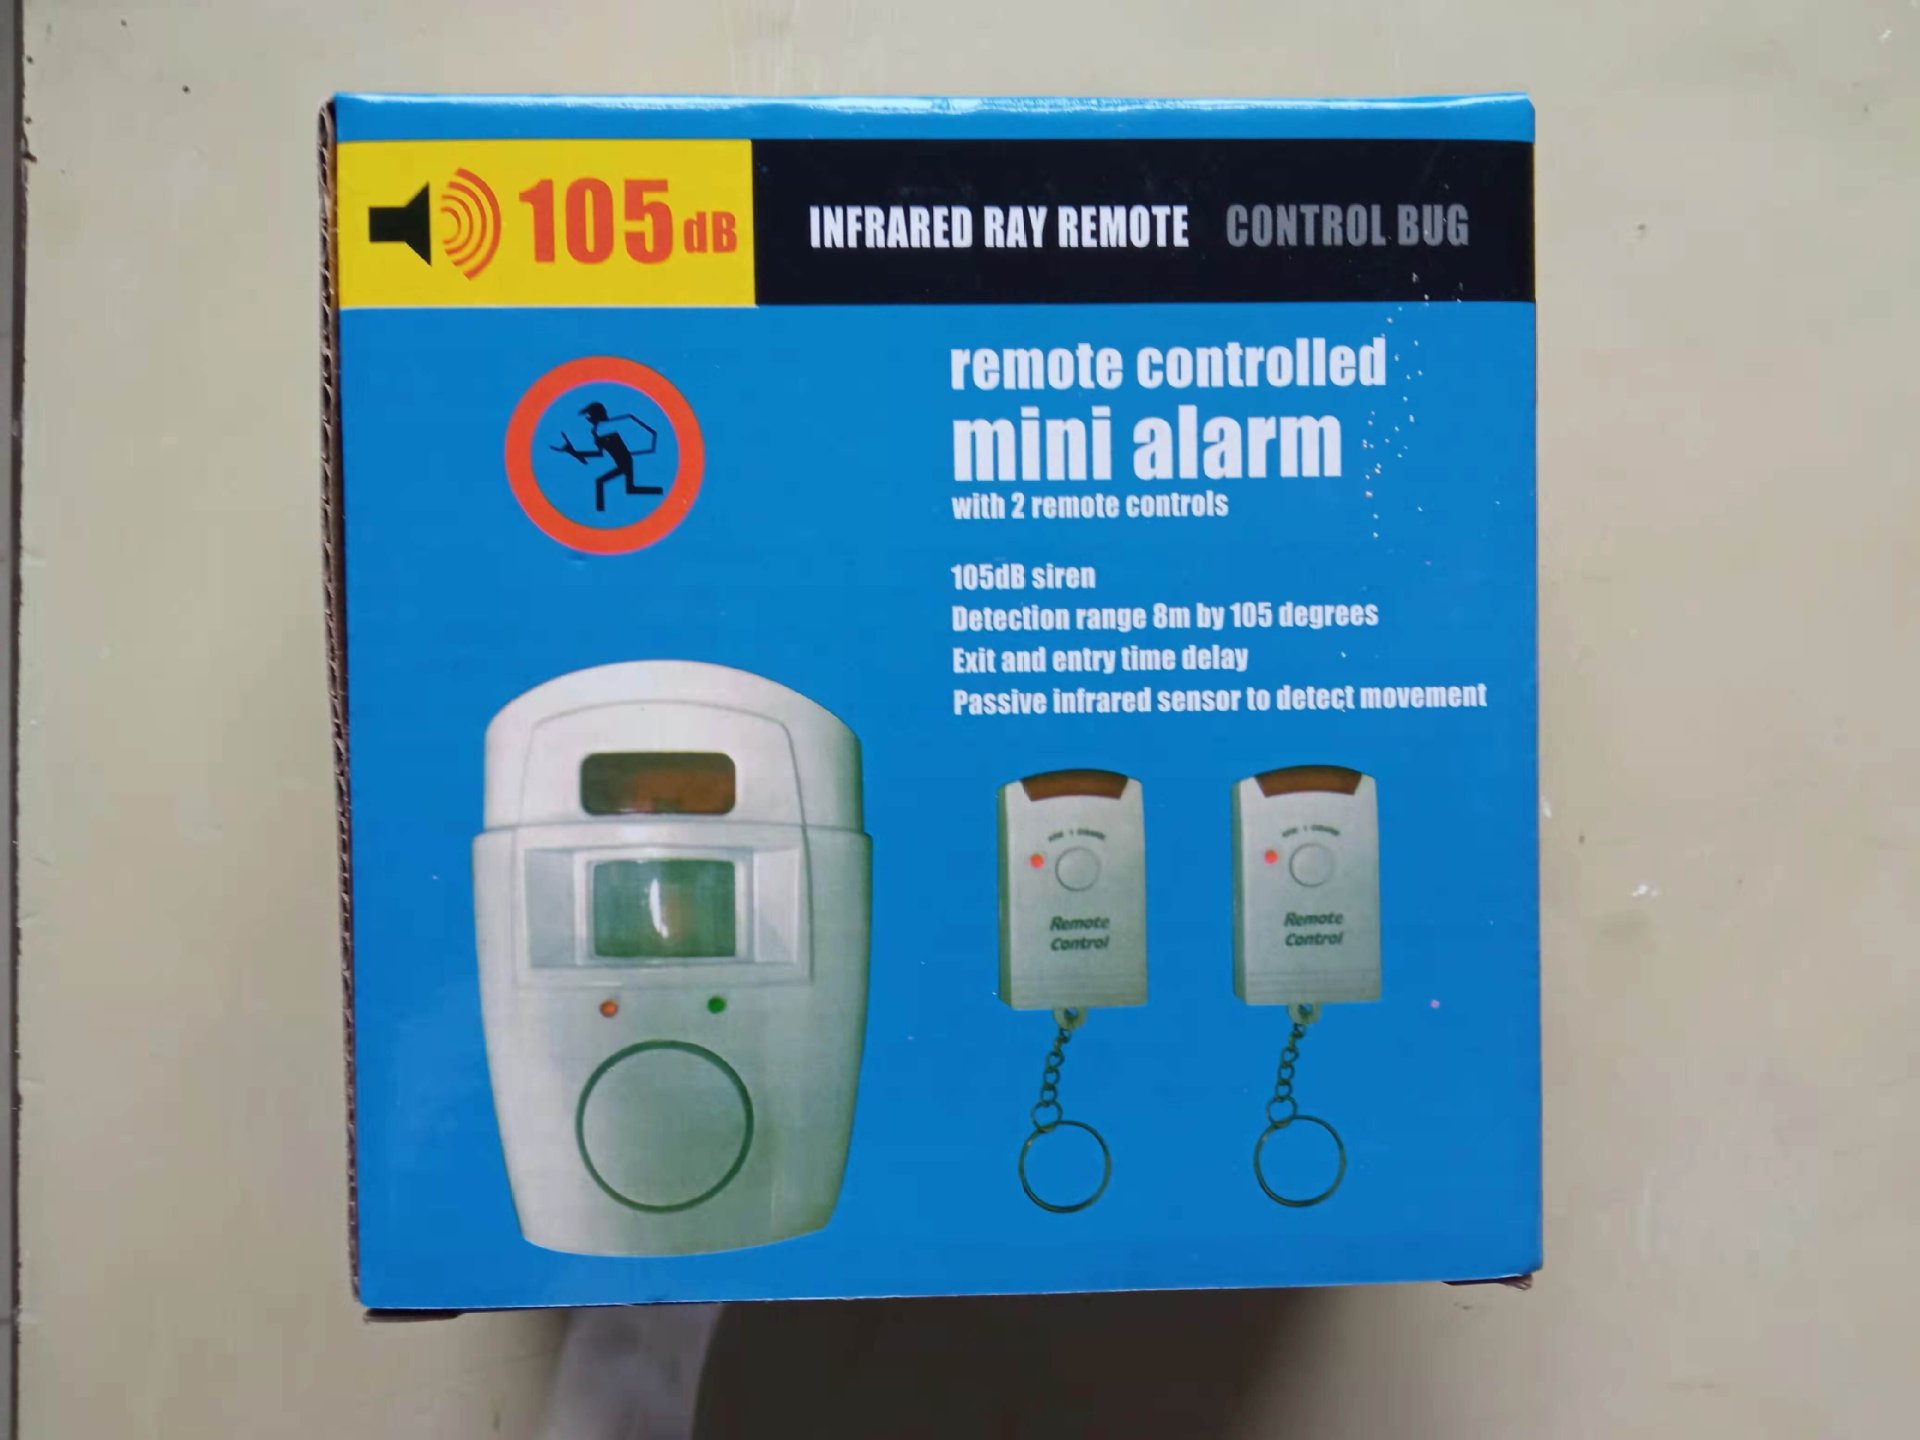 105dB
INFRARED RAY REMOTE CONTROL BUG
remote controlled
mini alarm
with 2 remote controls
105dB siren
Detection range 8m by 105 degrees
Exit and entry time delay
Passive infrared sensor to detect movement
Remote
Control
Remote
Control